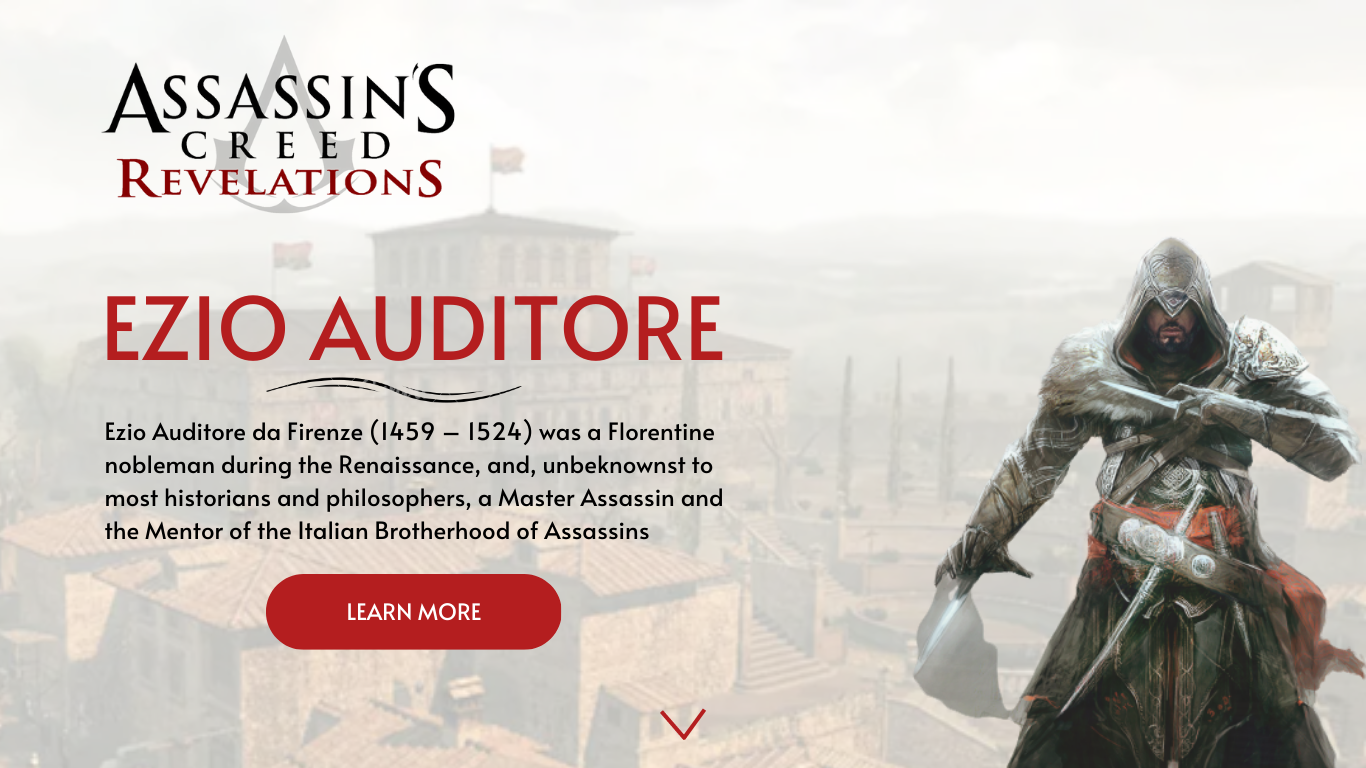 ASSASSIN'S
CREED
REVELATIONS
EZIO AUDITORE
Ezio Auditore da Firenze (1459 – 1524) was a Florentine
nobleman during the Renaissance, and, unbeknownst to
most historians and philosophers, a Master Assassin and
the Mentor of the Italian Brotherhood of Assassins
LEARN MORE